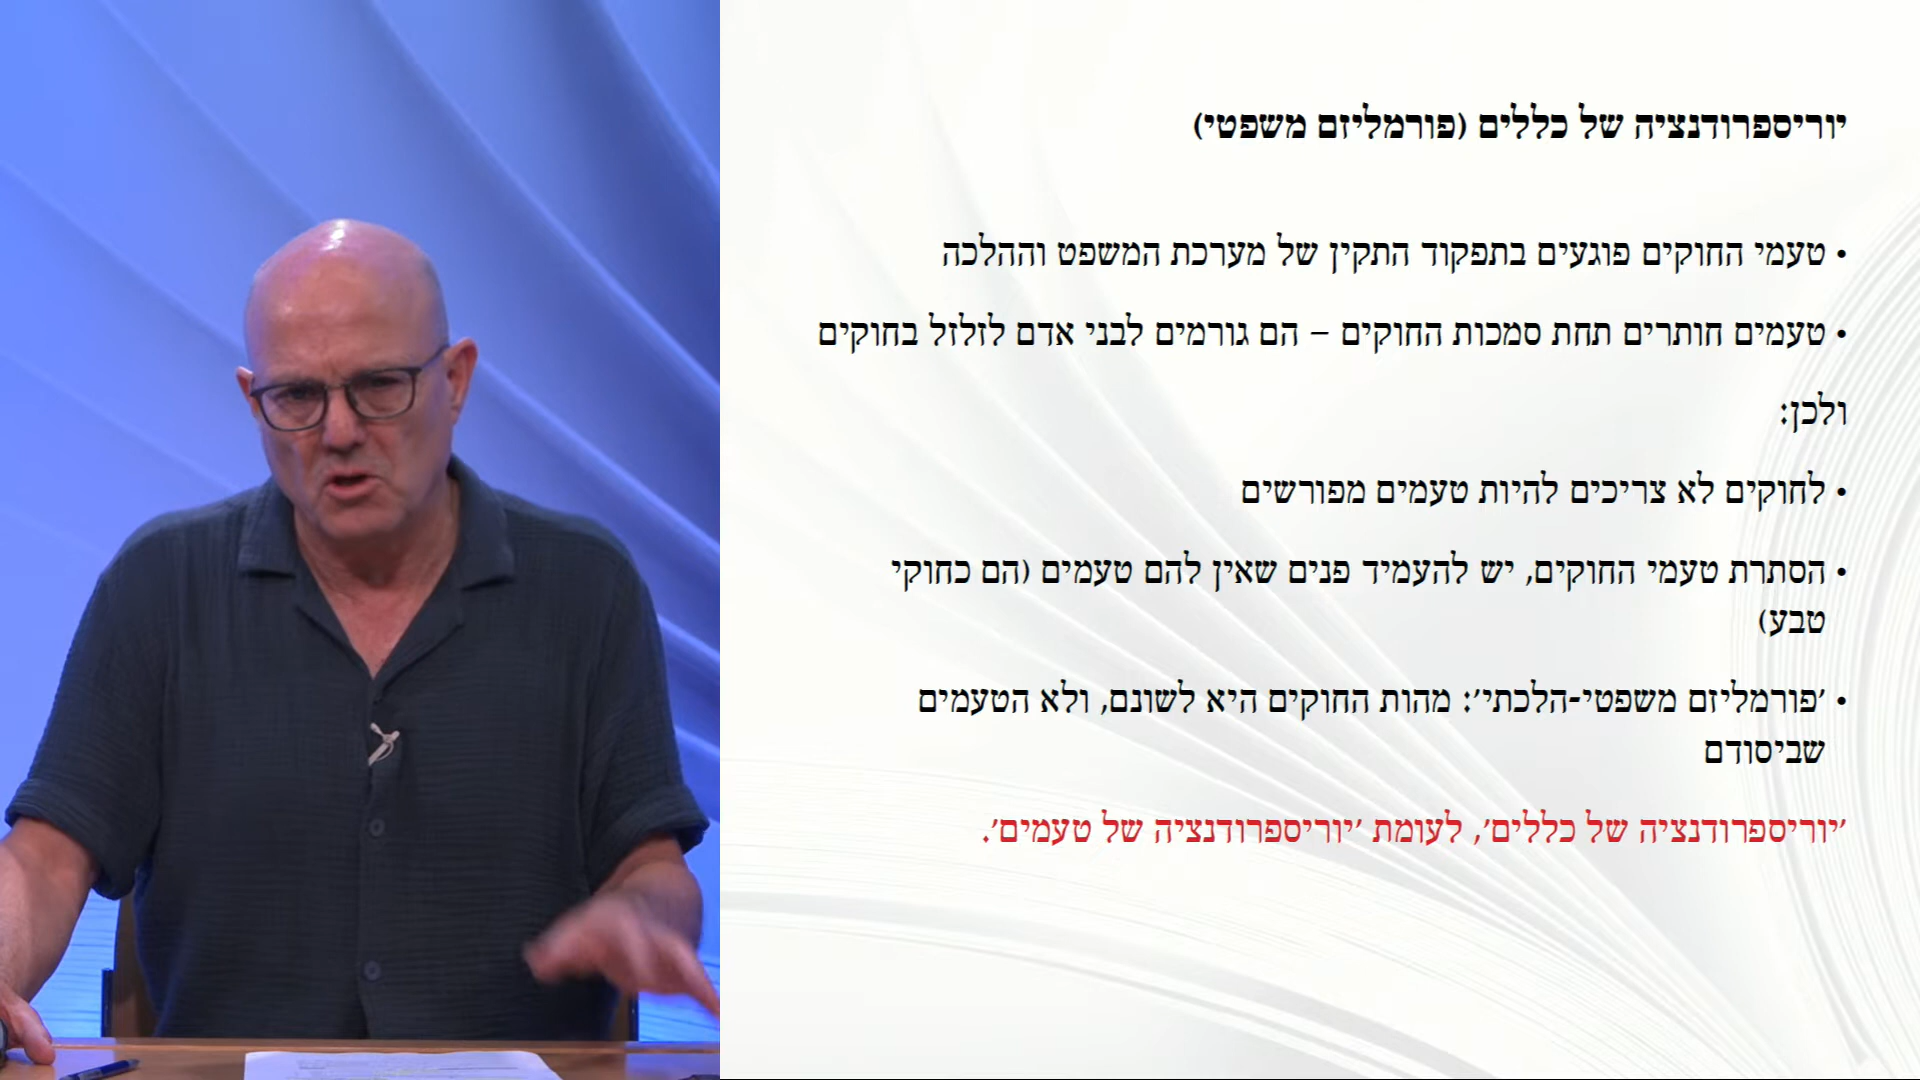 יוריספרודנציה של כללים (פורמליזם משפטי)
• טעמי החוקים פוגעים בתפקוד התקין של מערכת המשפט וההלכה
• טעמים חותרים תחת סמכות החוקים – הם גורמים לבני אדם לזלזל בחוקים
ולכן:
• לחוקים לא צריכים להיות טעמים מפורשים
• הסתרת טעמי החוקים, יש להעמיד פנים שאין להם טעמים (הם כחוקי
טבע)
• 'פורמליזם משפטי-הלכתי': מהות החוקים היא לשונם, ולא הטעמים
שביסודם
'יוריספרודנציה של כללים', לעומת 'יוריספרודנציה של טעמים'.